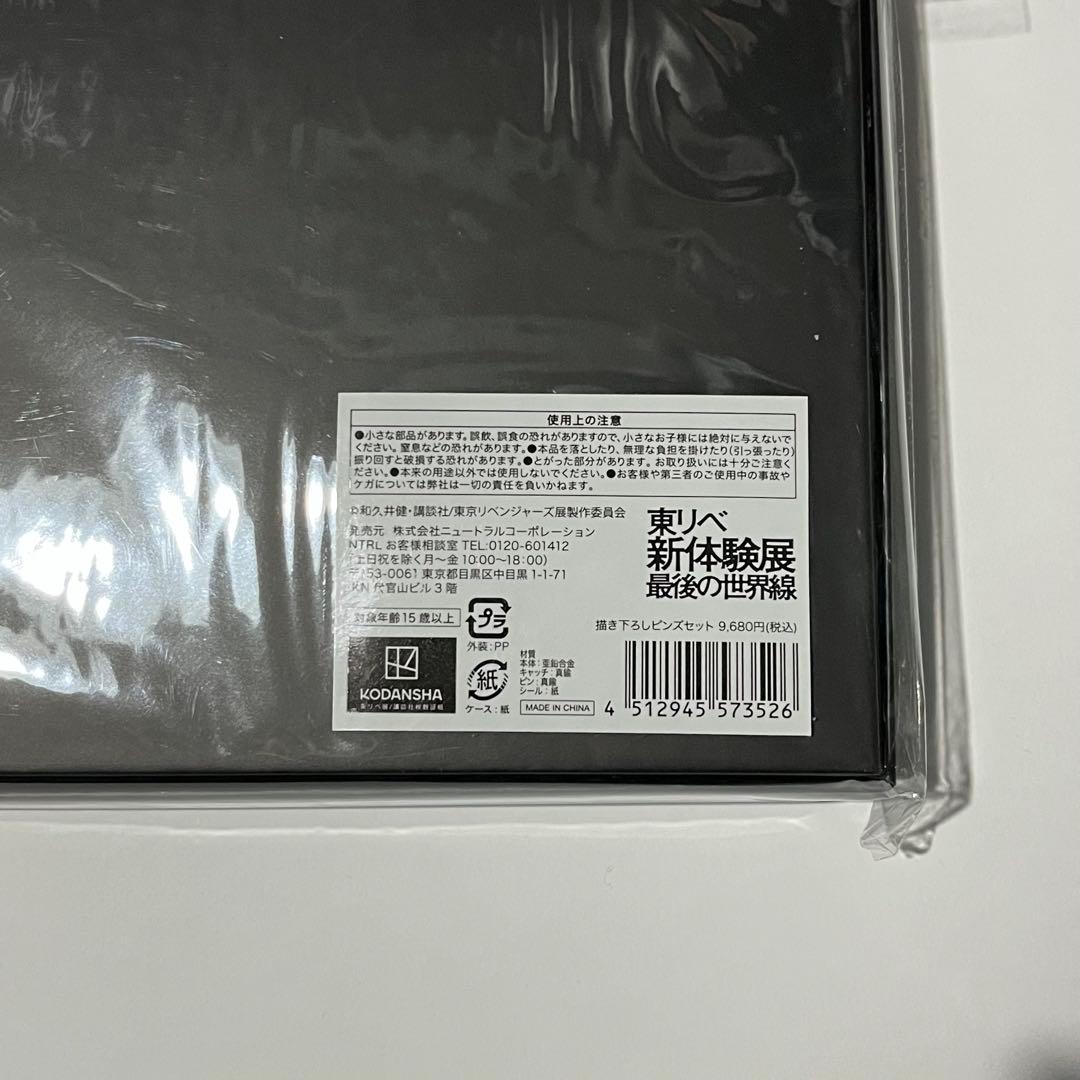 使用上の注意
●小さな部品があります。誤飲、誤食の恐れがありますので、小さなお子様には絶対に与えないで
ください。窒息などの恐れがあります。●本品を落としたり、無理な負担を掛けたり(引っ張ったり)
振り回すと破損する恐れがあります。●とがった部分があります。お取り扱いには十分ご注意く
ださい。●本来の用途以外では使用しないでください。●お客様や第三者のご使用中の事故や
ケガについては弊社は一切の責任を負いかねます。
©和久井健・講談社/東京リベンジャーズ展製作委員会
発売元 株式会社ニュートラルコーポレーション
NTRL お客様相談室 TEL:0120-601412
(土日祝を除く月〜金 10:00〜18:00)
〒153-0061 東京都目黒区中目黒 1-1-71
KN 代官山ビル 3 階
対象年齢 15 歳以上
東リベ
新体験展
最後の世界線
描き下ろしピンズセット 9,680円(税込)
プラ
外装:PP
紙
ケース:紙
材質
本体:亜鉛合金
キャッチ:真鍮
ピン:真鍮
シール:紙
MADE IN CHINA
KODANSHA
東リベ展/講談社根数証紙
4 512945 573526